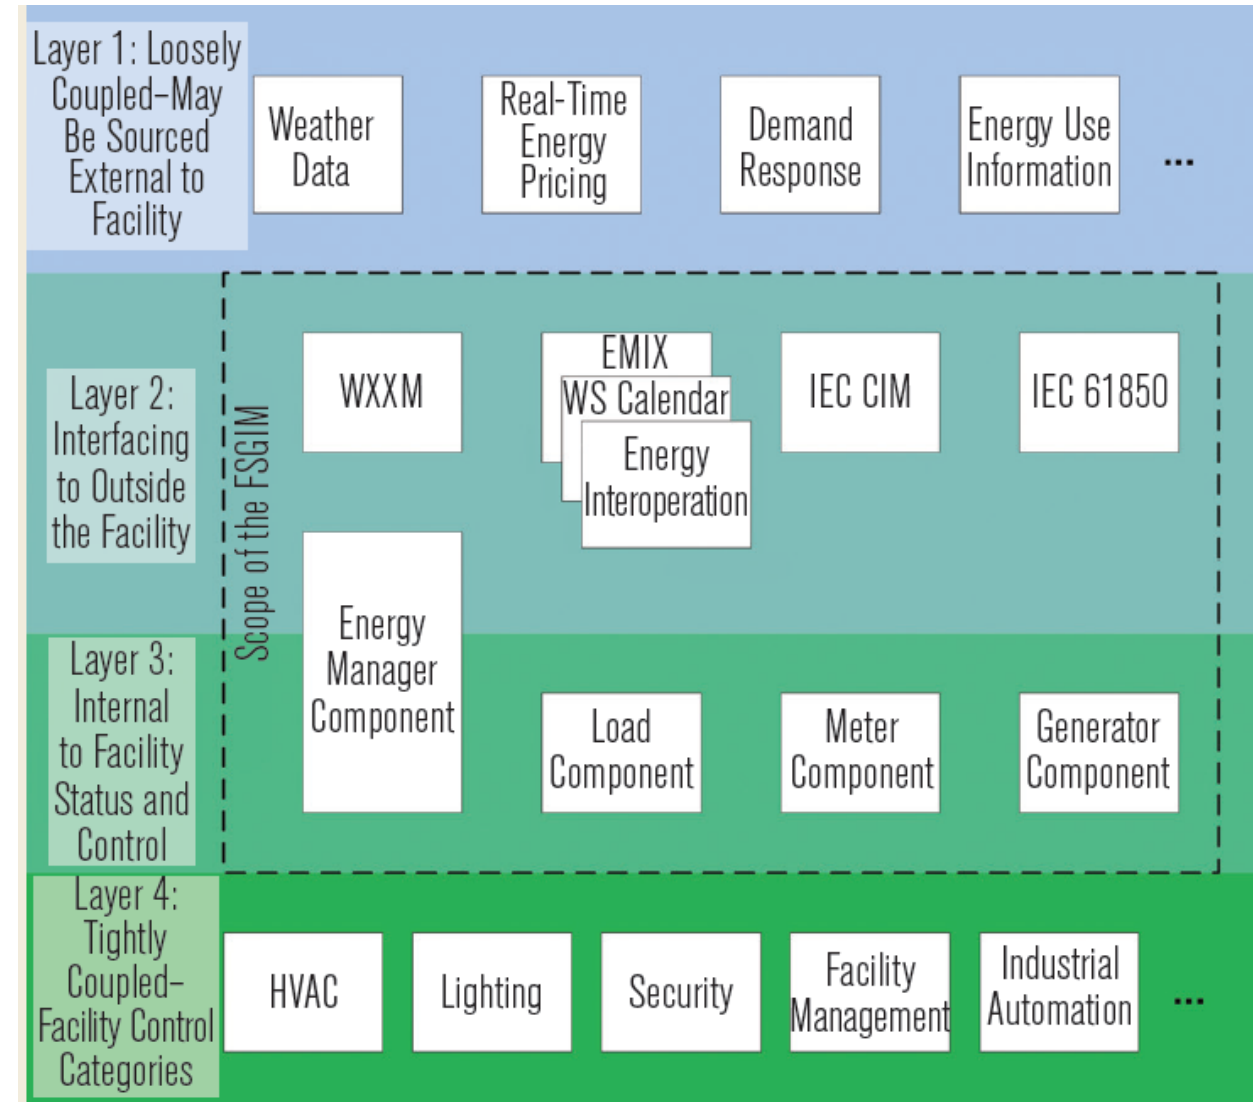 Layer 1: Loosely
Coupled–May
Be Sourced
External to
Facility
Weather
Data
Real-Time
Energy
Pricing
Demand
Response
Energy Use
Information
...
Layer 2:
Interfacing
to Outside
the Facility
Scope of the FSGIM
WXXM
EMIX
WS Calendar
Energy
Interoperation
IEC CIM
IEC 61850
Energy
Manager
Component
Layer 3:
Internal
to Facility
Status and
Control
Load
Component
Meter
Component
Generator
Component
Layer 4:
Tightly
Coupled–
Facility Control
Categories
HVAC
Lighting
Security
Facility
Management
Industrial
Automation
...